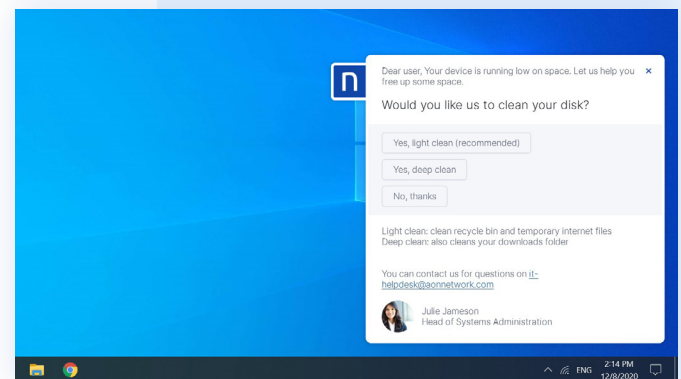 n
Dear user, Your device is running low on space. Let us help you
free up some space.
Would you like us to clean your disk?
Yes, light clean (recommended)
Yes, deep clean
No, thanks
Light clean: clean recycle bin and temporary internet files
Deep clean: also cleans your downloads folder
You can contact us for questions on it-
helpdesk@aonnetwork.com
Julie Jameson
Head of Systems Administration
ENG
2:14 PM
12/8/2020